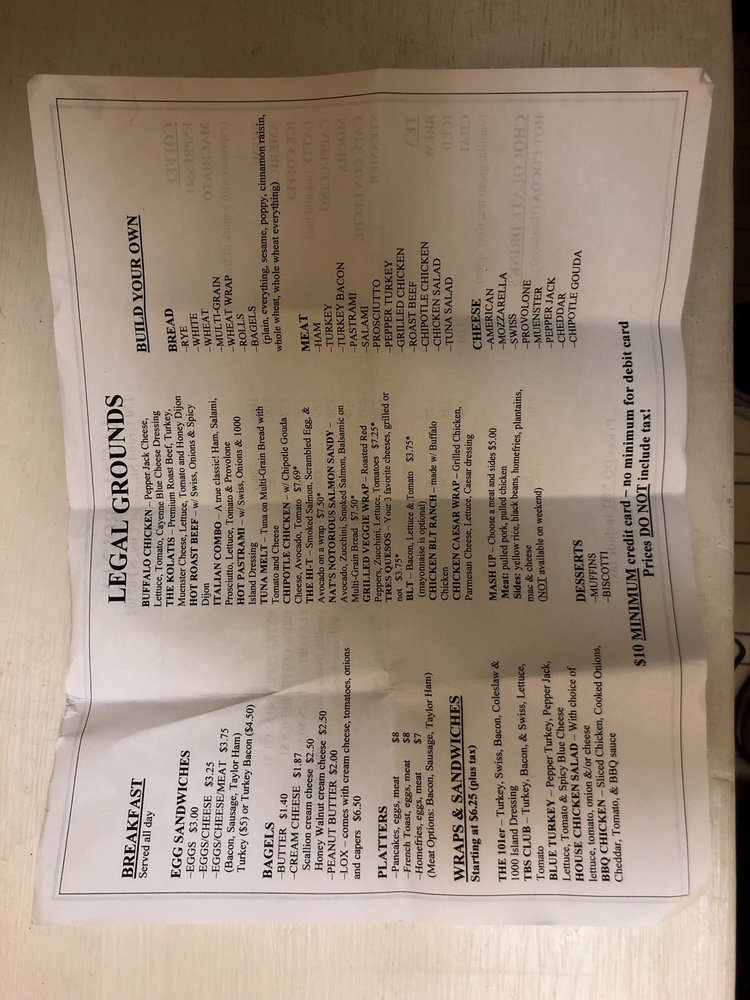 LEGAL GROUNDS
BREAKFAST
Served all day
EGG SANDWICHES
–EGGS $3.00
–EGGS/CHEESE $3.25
–EGGS/CHEESE/MEAT $3.75
(Bacon, Sausage, Taylor Ham)
Turkey ($5) or Turkey Bacon ($4.50)
BAGELS
–BUTTER $1.40
–CREAM CHEESE $1.87
Scallion cream cheese $2.50
Honey Walnut cream cheese $2.50
–PEANUT BUTTER $2.00
–LOX – comes with cream cheese, tomatoes, onions
and capers $6.50
PLATTERS
–Pancakes, eggs, meat $8
–French Toast, eggs, meat $8
–Homefries, eggs, meat $7
(Meat Options: Bacon, Sausage, Taylor Ham)
WRAPS & SANDWICHES
Starting at $6.25 (plus tax)
THE 101er – Turkey, Swiss, Bacon, Coleslaw &
1000 Island Dressing
TBS CLUB – Turkey, Bacon, & Swiss, Lettuce,
Tomato
BLUE TURKEY – Pepper Turkey, Pepper Jack,
Lettuce, Tomato & Spicy Blue Cheese
HOUSE CHICKEN SALAD – With choice of
lettuce, tomato, onion &/or cheese
BBQ CHICKEN – Sliced Chicken, Cooked Onions,
Cheddar, Tomato, & BBQ sauce
BUFFALO CHICKEN – Pepper Jack Cheese,
Lettuce, Tomato, Cayenne Blue Cheese Dressing
THE KOLATIS – Premium Roast Beef, Turkey,
Muenster Cheese, Lettuce, Tomato and Honey Dijon
HOT ROAST BEEF – w/ Swiss, Onions & Spicy
Dijon
ITALIAN COMBO – A true classic! Ham, Salami,
Prosciutto, Lettuce, Tomato & Provolone
HOT PASTRAMI – w/ Swiss, Onions & 1000
Island Dressing
TUNA MELT – Tuna on Multi-Grain Bread with
Tomato and Cheese
CHIPOTLE CHICKEN – w/ Chipotle Gouda
Cheese, Avocado, Tomato $7.69*
THE HI-T – Smoked Salmon, Scrambled Egg, &
Avocado on a wrap $7.50*
NAT'S NOTORIOUS SALMON SANDY –
Avocado, Zucchini, Smoked Salmon, Balsamic on
Multi-Grain Bread $7.50*
GRILLED VEGGIE WRAP – Roasted Red
Peppers, Zucchini, Lettuce, Tomatoes $7.25*
TRES QUESOS – Your 3 favorite cheeses, grilled or
not $3.75*
BLT – Bacon, Lettuce & Tomato $3.75*
(mayonnaise is optional)
CHICKEN BLT RANCH – made w/ Buffalo
Chicken
CHICKEN CAESAR WRAP – Grilled Chicken,
Parmesan Cheese, Lettuce, Caesar dressing
MASH UP – Choose a meat and sides $5.00
Meat: pulled pork, pulled chicken
Sides: yellow rice, black beans, homefries, plantains,
mac & cheese
(NOT available on weekend)
DESSERTS
–MUFFINS
–BISCOTTI
BUILD YOUR OWN
BREAD
–RYE
–WHITE
–WHEAT
–MULTI-GRAIN
–WHEAT WRAP
–ROLLS
–BAGELS
(plain, everything, sesame, poppy, cinnamon raisin,
whole wheat, whole wheat everything)
MEAT
–HAM
–TURKEY
–TURKEY BACON
–PASTRAMI
–SALAMI
–PROSCIUTTO
–PEPPER TURKEY
–GRILLED CHICKEN
–ROAST BEEF
–CHIPOTLE CHICKEN
–CHICKEN SALAD
–TUNA SALAD
CHEESE
–AMERICAN
–MOZZARELLA
–SWISS
–PROVOLONE
–MUENSTER
–PEPPER JACK
–CHEDDAR
–CHIPOTLE GOUDA
$10 MINIMUM credit card – no minimum for debit card
Prices DO NOT include tax!